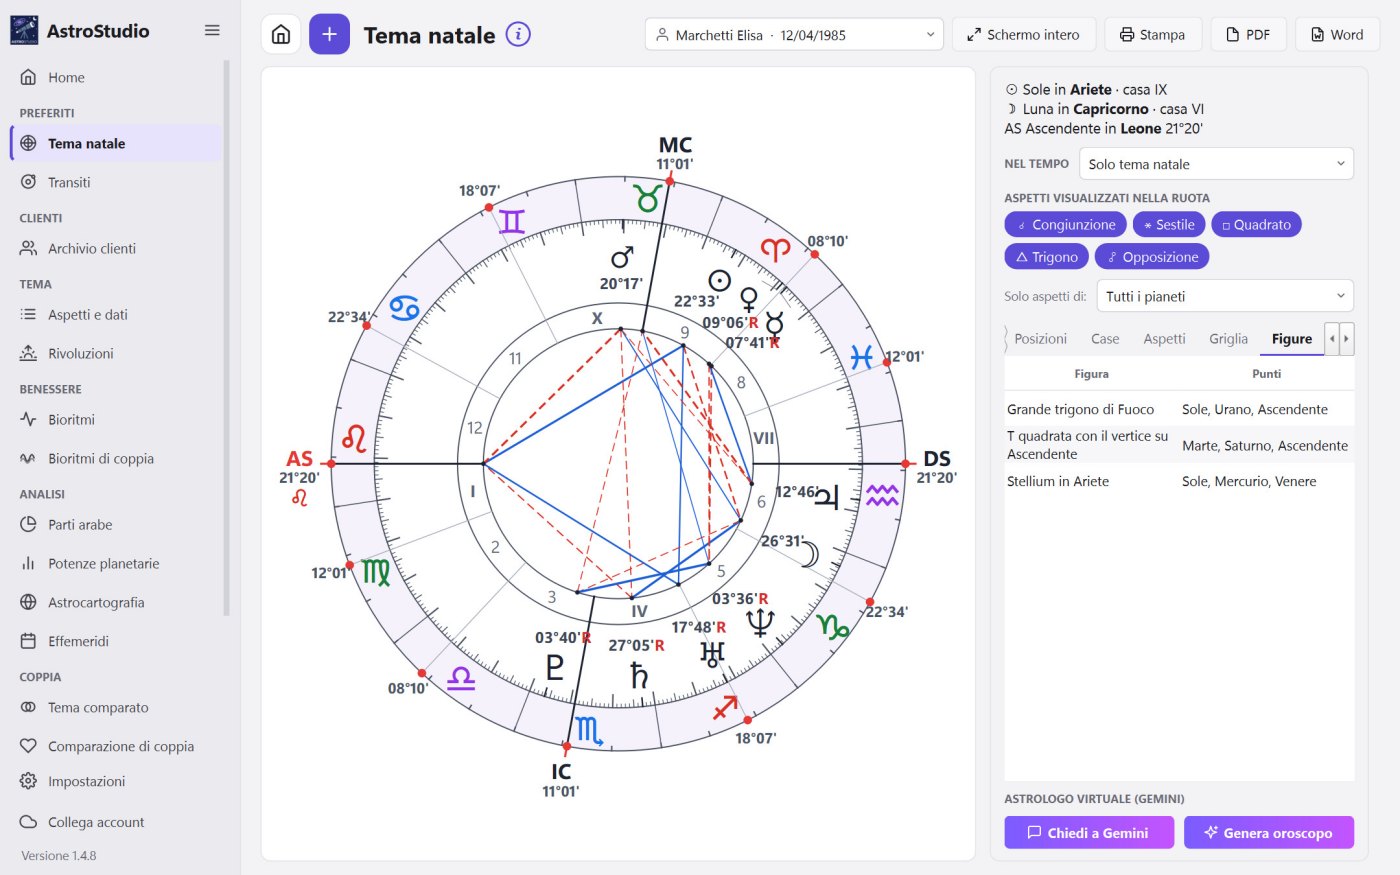 AstroStudio
Home
PREFERITI
Tema natale
Transiti
CLIENTI
Archivio clienti
TEMA
Aspetti e dati
Rivoluzioni
BENESSERE
Bioritmi
Bioritmi di coppia
ANALISI
Parti arabe
Potenze planetarie
Astrocartografia
Effemeridi
COPPIA
Tema comparato
Comparazione di coppia
Impostazioni
Collega account
Versione 1.4.8
Tema natale
Marchetti Elisa · 12/04/1985
Schermo intero
Stampa
PDF
Word
MC
11°01'
18°07'
♊
♉
♈
08°10'
♂
20°17'
☉
22°33'
♀
09°06'R
☿
07°41'R
22°34'
♋
X
9
11
8
♓
12°01'
12
VII
♌
AS
21°20'
♌
DS
21°20'
I
6
12°46'
♃
♒
2
26°31'
☽
12°01'
♍
5
3
IV
03°36'R
♆
22°34'
♑
03°40'R
♇
27°05'R
♄
17°48'R
♅
08°10'
♎
♏
♐
18°07'
IC
11°01'
☉ Sole in Ariete · casa IX
☽ Luna in Capricorno · casa VI
AS Ascendente in Leone 21°20'
NEL TEMPO
Solo tema natale
ASPETTI VISUALIZZATI NELLA RUOTA
☌ Congiunzione
⚹ Sestile
□ Quadrato
△ Trigono
☍ Opposizione
Solo aspetti di:
Tutti i pianeti
Posizioni
Case
Aspetti
Griglia
Figure
Figura
Punti
Grande trigono di Fuoco
Sole, Urano, Ascendente
T quadrata con il vertice su
Ascendente
Marte, Saturno, Ascendente
Stellium in Ariete
Sole, Mercurio, Venere
ASTROLOGO VIRTUALE (GEMINI)
Chiedi a Gemini
Genera oroscopo